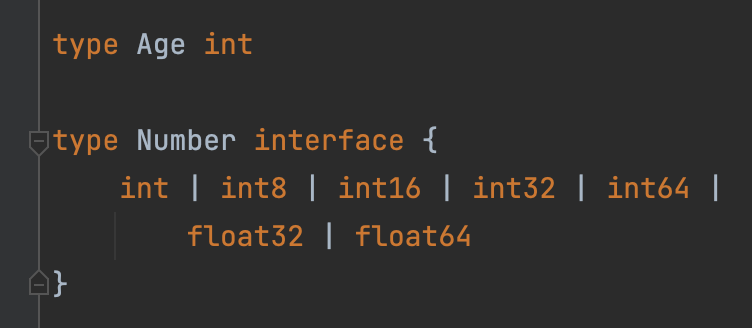 type Age int
type Number interface {
int | int8 | int16 | int32 | int64 |
float32 | float64
}